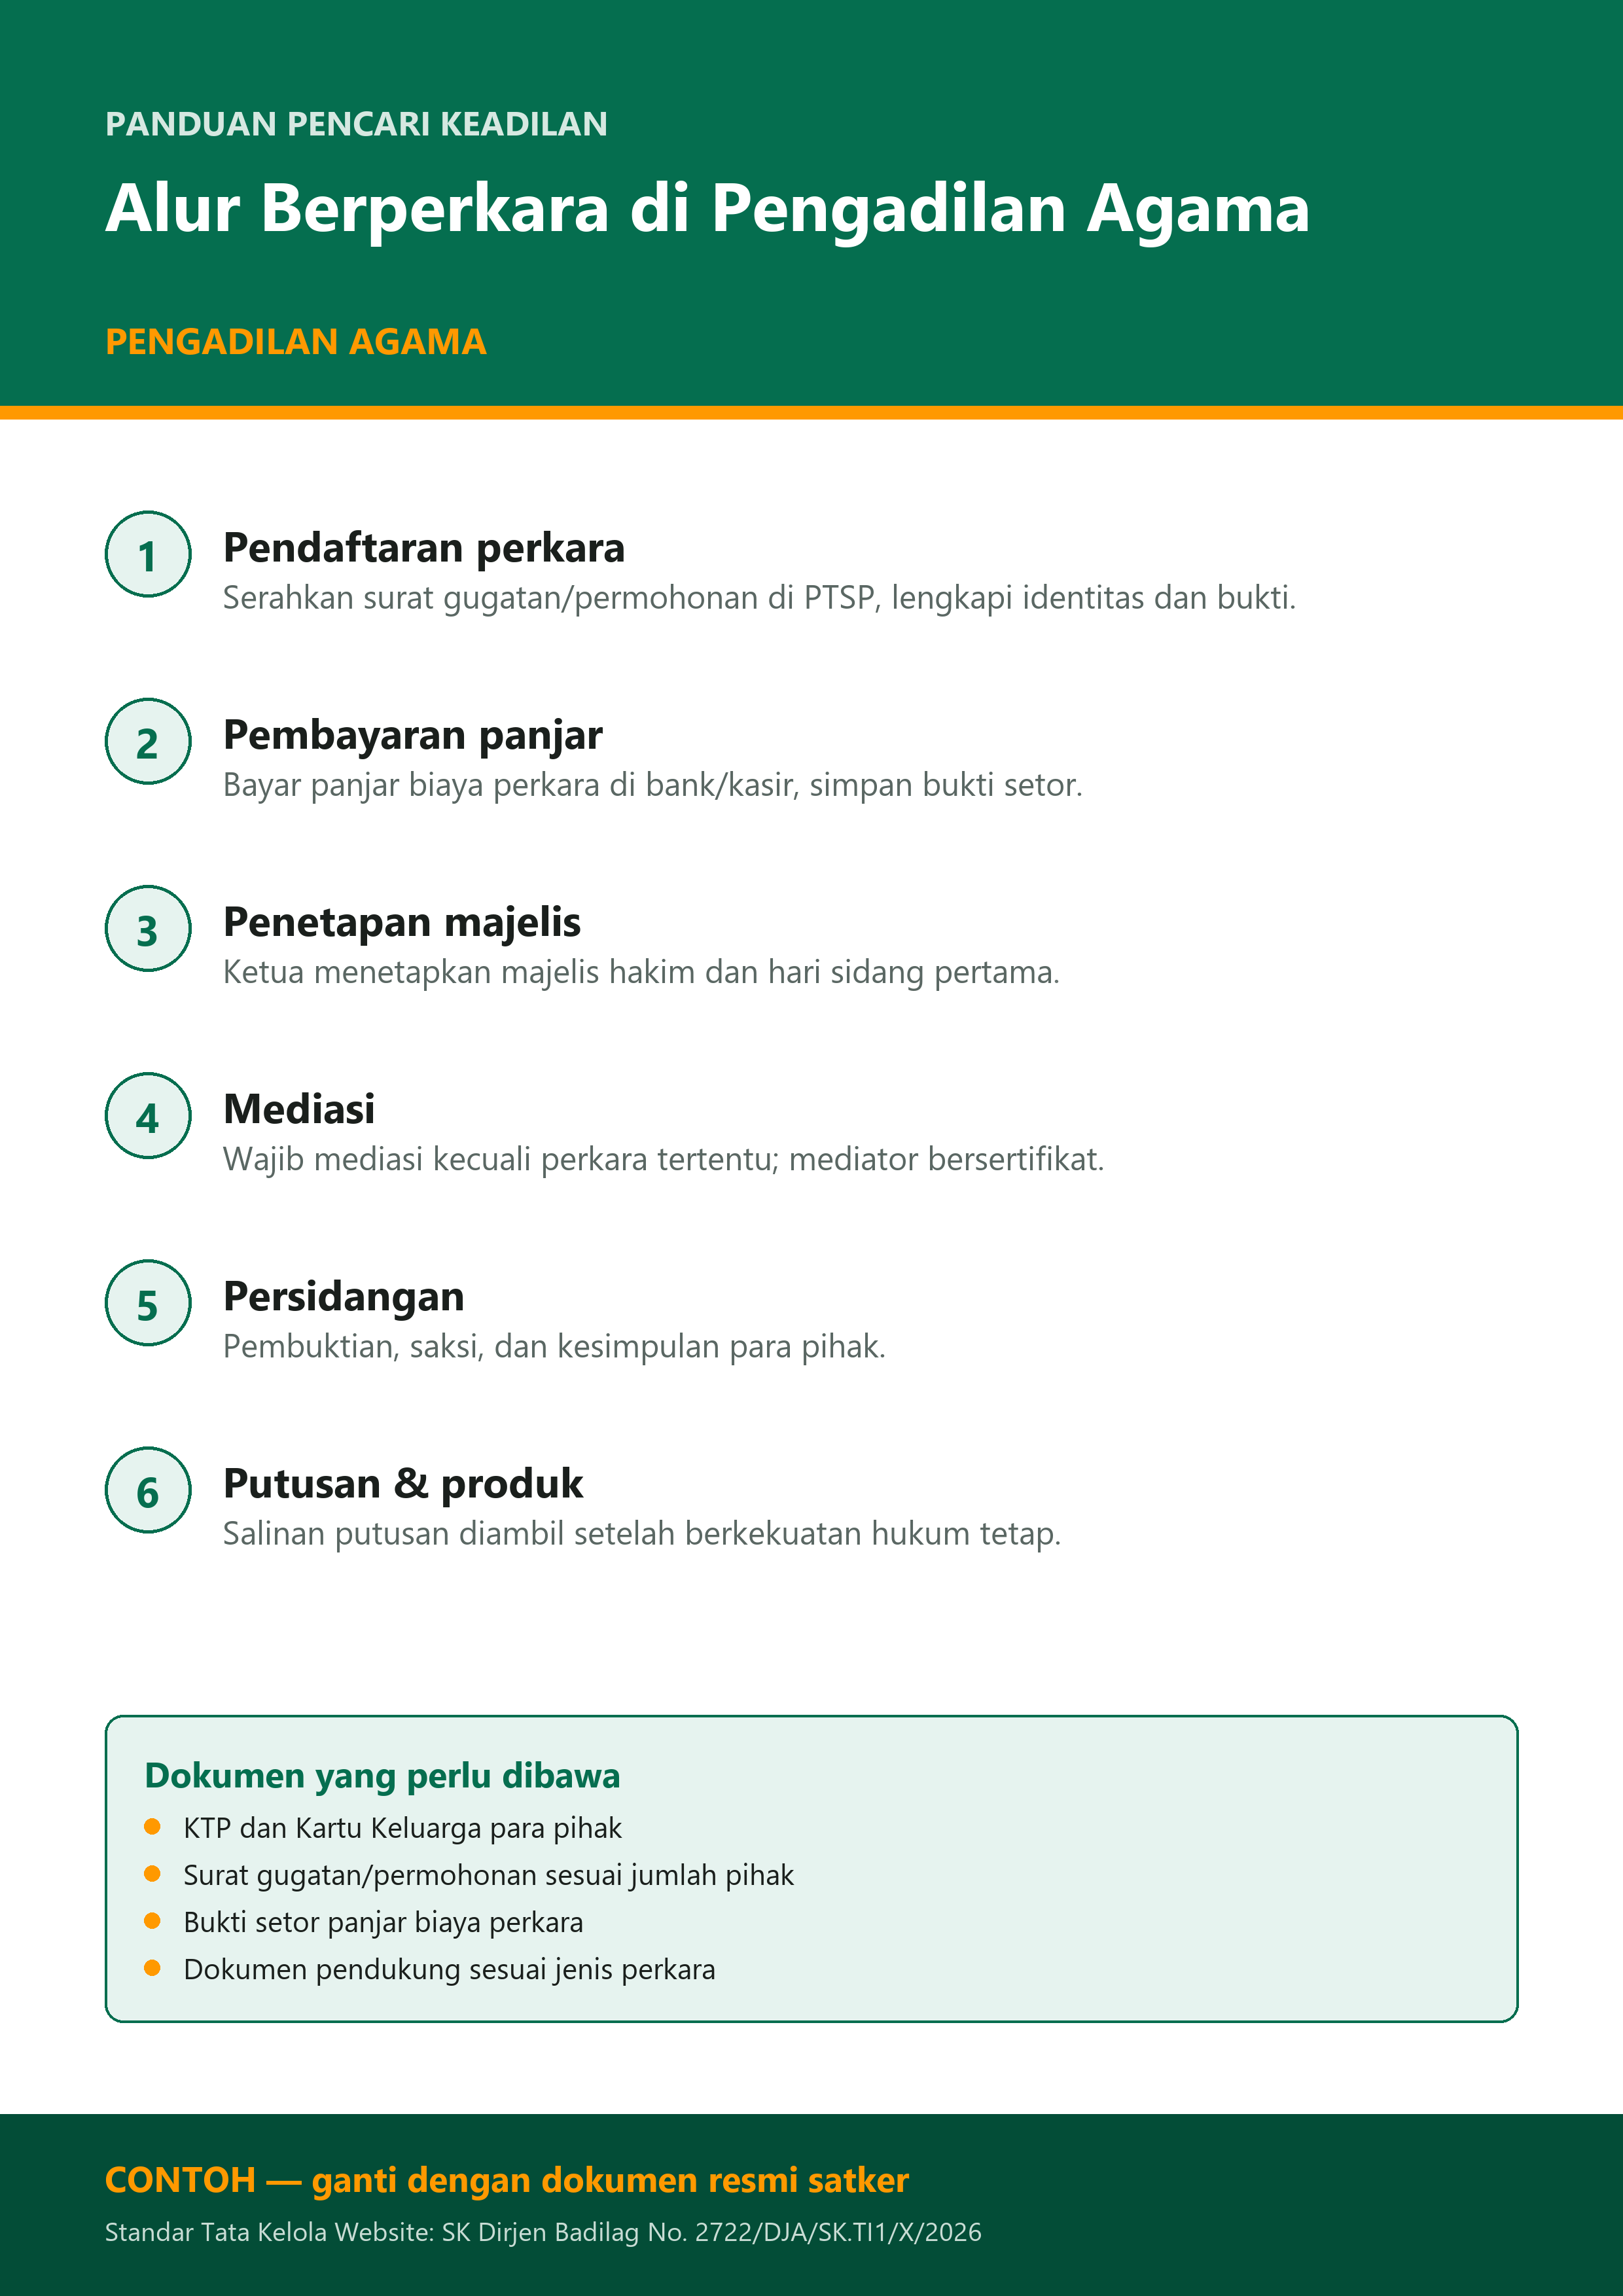 PANDUAN PENCARI KEADILAN
Alur Berperkara di Pengadilan Agama
PENGADILAN AGAMA
1
Pendaftaran perkara
Serahkan surat gugatan/permohonan di PTSP, lengkapi identitas dan bukti.
2
Pembayaran panjar
Bayar panjar biaya perkara di bank/kasir, simpan bukti setor.
3
Penetapan majelis
Ketua menetapkan majelis hakim dan hari sidang pertama.
4
Mediasi
Wajib mediasi kecuali perkara tertentu; mediator bersertifikat.
5
Persidangan
Pembuktian, saksi, dan kesimpulan para pihak.
6
Putusan & produk
Salinan putusan diambil setelah berkekuatan hukum tetap.
Dokumen yang perlu dibawa
KTP dan Kartu Keluarga para pihak
Surat gugatan/permohonan sesuai jumlah pihak
Bukti setor panjar biaya perkara
Dokumen pendukung sesuai jenis perkara
CONTOH — ganti dengan dokumen resmi satker
Standar Tata Kelola Website: SK Dirjen Badilag No. 2722/DJA/SK.TI1/X/2026